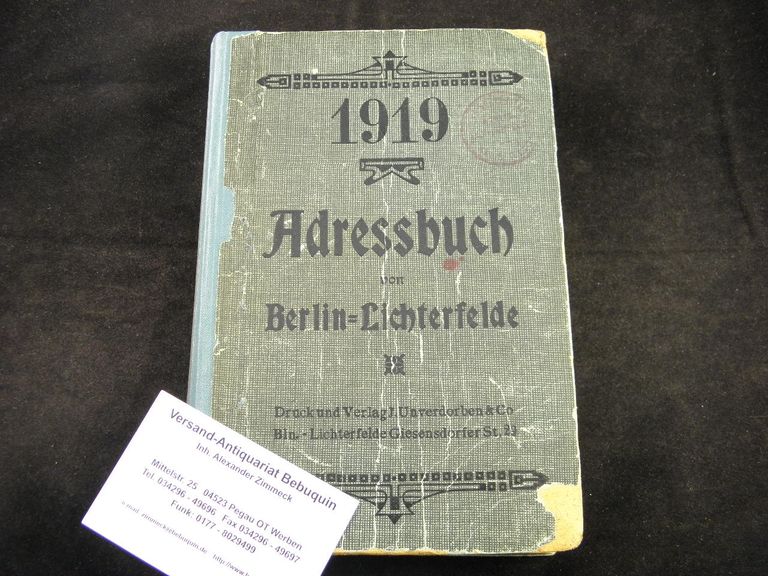 1919
Adressbuch
von
Berlin=Lichterfelde
Druck und Verlag J. Unverdorben & Co
Bln. - Lichterfelde Giesensdorfer St. 29
Versand-Antiquariat Bebuquin
Inh. Alexander Zimmeck
Mittelstr. 25 04523 Pegau OT Werben
Tel. 034296 - 49696 Fax 034296 - 49697
Funk: 0177 - 8029499